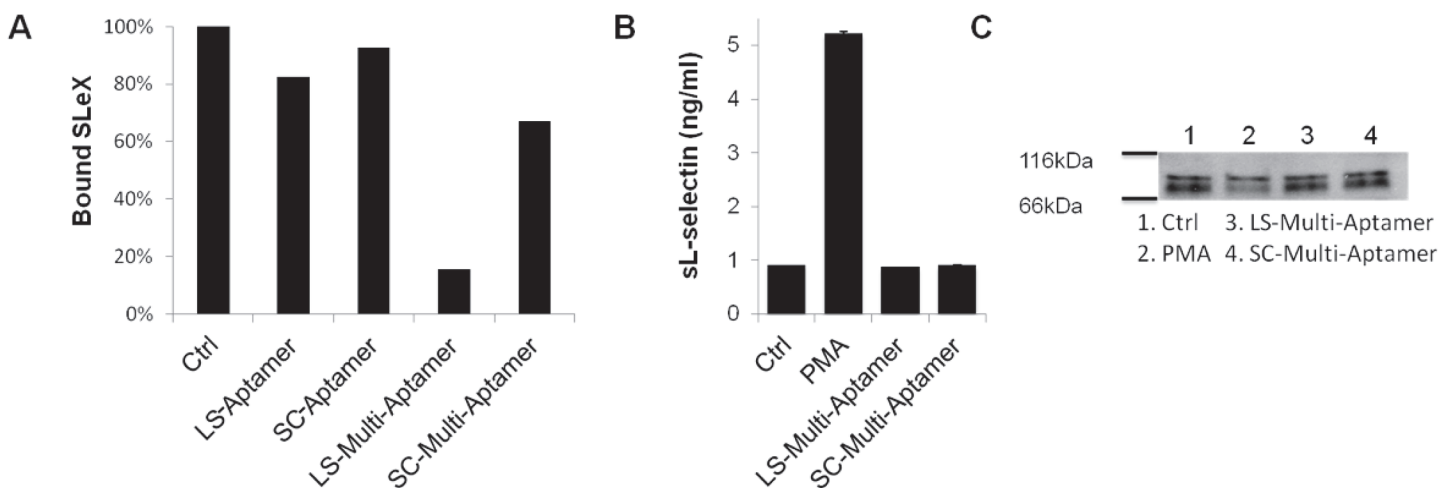 A
Bound SLeX
100%
80%
60%
40%
20%
0%
Ctrl
LS-Aptamer
SC-Aptamer
LS-Multi-Aptamer
SC-Multi-Aptamer
B
sL-selectin (ng/ml)
5
4
3
2
1
0
Ctrl
PMA
LS-Multi-Aptamer
SC-Multi-Aptamer
C
1 2 3 4
116kDa
66kDa
1. Ctrl 3. LS-Multi-Aptamer
2. PMA 4. SC-Multi-Aptamer